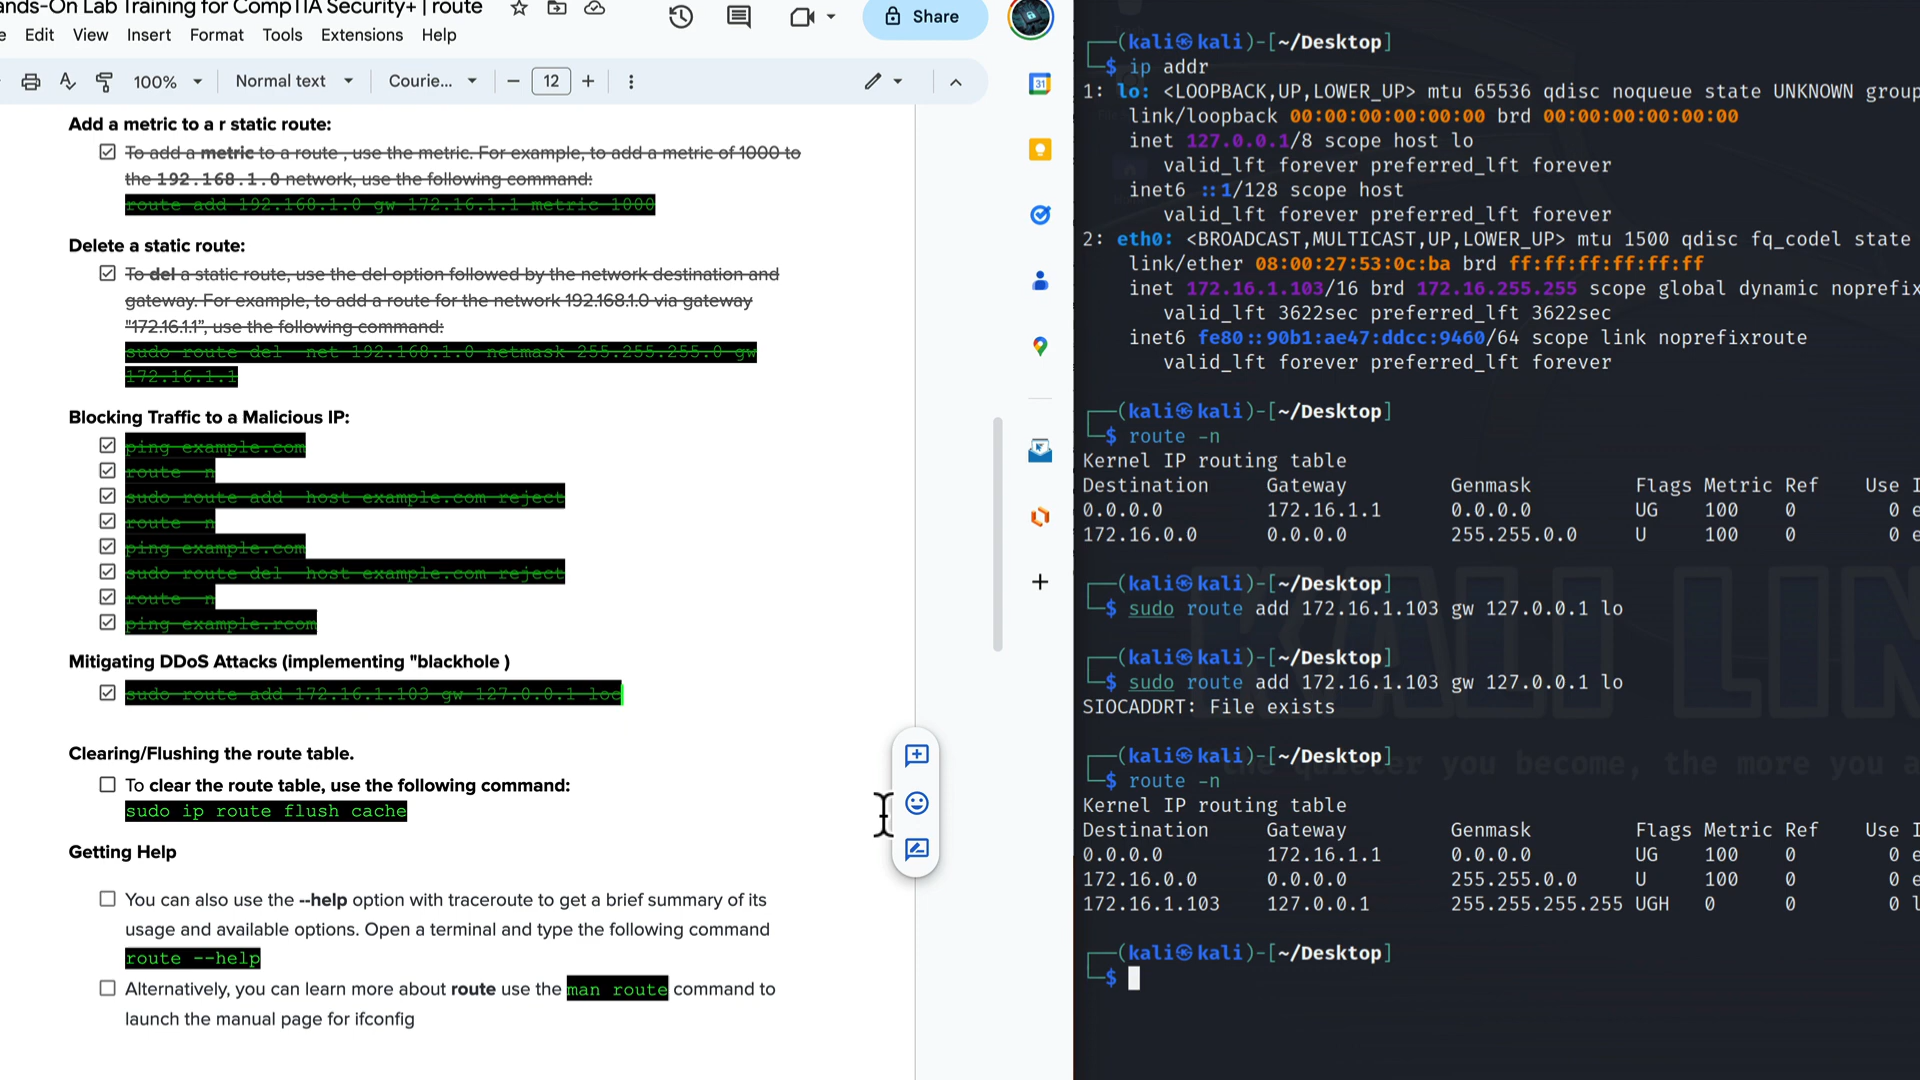 ands-On Lab Training for CompTIA Security+ | route
Share
Edit View Insert Format Tools Extensions Help
100% Normal text Courie... 12
31
Add a metric to a r static route:
To add a metric to a route , use the metric. For example, to add a metric of 1000 to
the 192.168.1.0 network, use the following command:
route add 192.168.1.0 gw 172.16.1.1 metric 1000
Delete a static route:
To del a static route, use the del option followed by the network destination and
gateway. For example, to add a route for the network 192.168.1.0 via gateway
"172.16.1.1", use the following command:
sudo route del -net 192.168.1.0 netmask 255.255.255.0 gw
172.16.1.1
Blocking Traffic to a Malicious IP:
ping example.com
route -n
sudo route add -host example.com reject
route -n
ping example.com
sudo route del -host example.com reject
route -n
ping example.rcom
Mitigating DDoS Attacks (implementing "blackhole )
sudo route add 172.16.1.103 gw 127.0.0.1 loc
Clearing/Flushing the route table.
To clear the route table, use the following command:
sudo ip route flush cache
Getting Help
You can also use the --help option with traceroute to get a brief summary of its
usage and available options. Open a terminal and type the following command
route --help
Alternatively, you can learn more about route use the man route command to
launch the manual page for ifconfig
┌──(kali㉿kali)-[~/Desktop]
└─$ ip addr
1: lo: <LOOPBACK,UP,LOWER_UP> mtu 65536 qdisc noqueue state UNKNOWN group
link/loopback 00:00:00:00:00:00 brd 00:00:00:00:00:00
inet 127.0.0.1/8 scope host lo
valid_lft forever preferred_lft forever
inet6 ::1/128 scope host
valid_lft forever preferred_lft forever
2: eth0: <BROADCAST,MULTICAST,UP,LOWER_UP> mtu 1500 qdisc fq_codel state
link/ether 08:00:27:53:0c:ba brd ff:ff:ff:ff:ff:ff
inet 172.16.1.103/16 brd 172.16.255.255 scope global dynamic noprefix
valid_lft 3622sec preferred_lft 3622sec
inet6 fe80::90b1:ae47:ddcc:9460/64 scope link noprefixroute
valid_lft forever preferred_lft forever
┌──(kali㉿kali)-[~/Desktop]
└─$ route -n
Kernel IP routing table
Destination Gateway Genmask Flags Metric Ref Use I
0.0.0.0 172.16.1.1 0.0.0.0 UG 100 0 0 e
172.16.0.0 0.0.0.0 255.255.0.0 U 100 0 0 e
┌──(kali㉿kali)-[~/Desktop]
└─$ sudo route add 172.16.1.103 gw 127.0.0.1 lo
┌──(kali㉿kali)-[~/Desktop]
└─$ sudo route add 172.16.1.103 gw 127.0.0.1 lo
SIOCADDRT: File exists
KALI LIN
┌──(kali㉿kali)-[~/Desktop]
the quieter you become, the more you a
└─$ route -n
Kernel IP routing table
Destination Gateway Genmask Flags Metric Ref Use I
0.0.0.0 172.16.1.1 0.0.0.0 UG 100 0 0 e
172.16.0.0 0.0.0.0 255.255.0.0 U 100 0 0 e
172.16.1.103 127.0.0.1 255.255.255.255 UGH 0 0 0 l
┌──(kali㉿kali)-[~/Desktop]
└─$